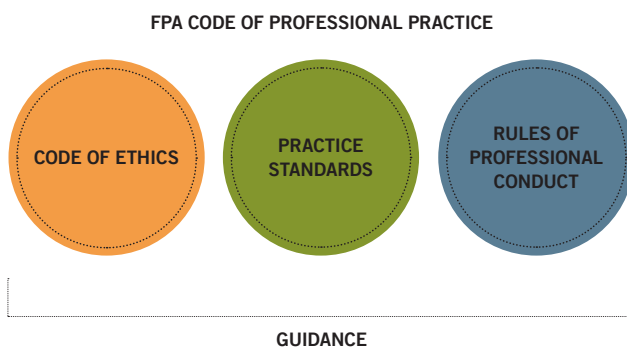 FPA CODE OF PROFESSIONAL PRACTICE
CODE OF ETHICS
PRACTICE
STANDARDS
RULES OF
PROFESSIONAL
CONDUCT
GUIDANCE